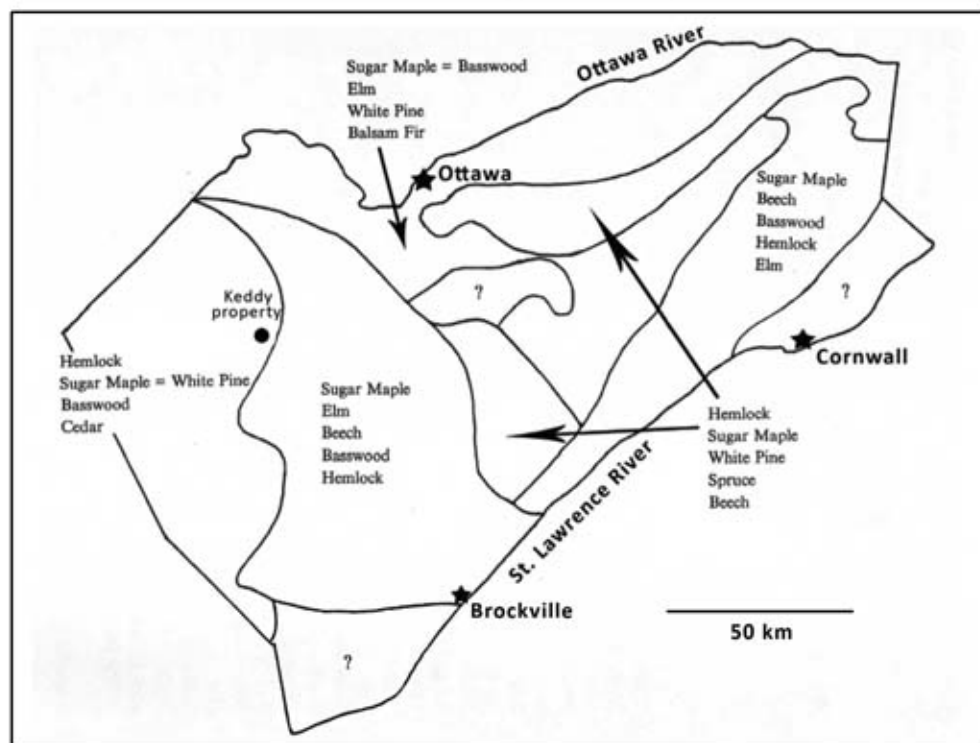 Sugar Maple = Basswood
Elm
White Pine
Balsam Fir
Ottawa River
Ottawa
Sugar Maple
Beech
Basswood
Hemlock
Elm
?
?
Keddy
property
Cornwall
Hemlock
Sugar Maple = White Pine
Basswood
Cedar
Sugar Maple
Elm
Beech
Basswood
Hemlock
Hemlock
Sugar Maple
White Pine
Spruce
Beech
St. Lawrence River
Brockville
50 km
?